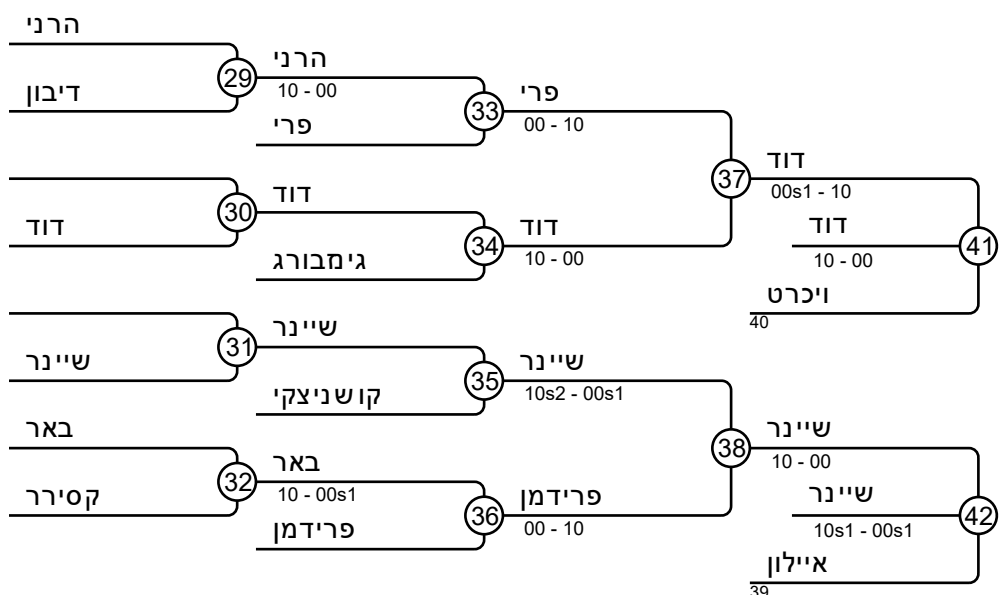 הרני
29
דיבון
הרני
10 - 00
33
פרי
פרי
00 - 10
30
דוד
דוד
34
גימבורג
דוד
10 - 00
37
דוד
00s1 - 10
דוד
10 - 00
41
ויכרט
40
31
שיינר
שיינר
35
קושניצקי
שיינר
10s2 - 00s1
באר
32
קסירר
באר
10 - 00s1
36
פרידמן
פרידמן
00 - 10
38
שיינר
10 - 00
שיינר
10s1 - 00s1
42
איילון
39